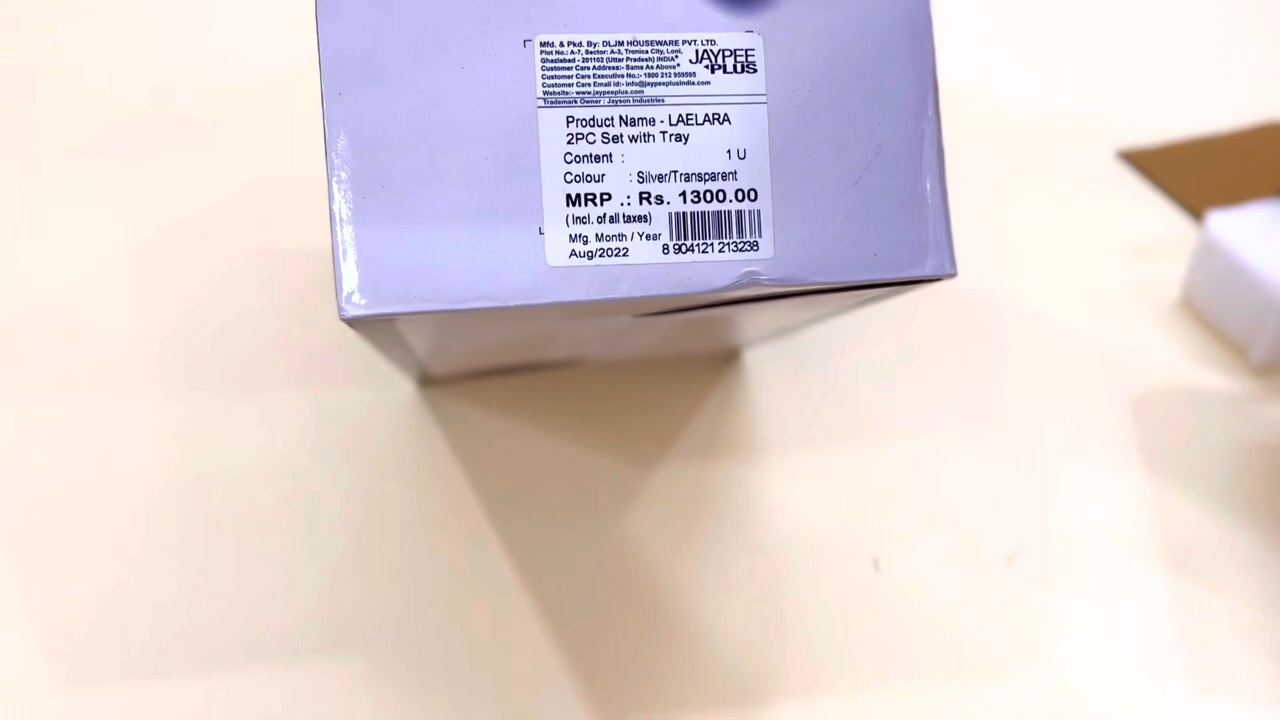 Mfd. & Pkd. By: DLJM HOUSEWARE PVT. LTD.
Plot No.: A-7, Sector: A-3, Tronica City, Loni,
Ghaziabad - 201102 (Uttar Pradesh) INDIA*
Customer Care Address:- Same As Above*
Customer Care Executive No.:- 1800 212 959595
Customer Care Email id:- info@jaypeeplusindia.com
Website:- www.jaypeeplus.com
JAYPEE
PLUS
Trademark Owner : Jayson Industries
Product Name - LAELARA
2PC Set with Tray
Content : 1 U
Colour : Silver/Transparent
MRP .: Rs. 1300.00
( Incl. of all taxes)
Mfg. Month / Year
Aug/2022
8 904121 213238